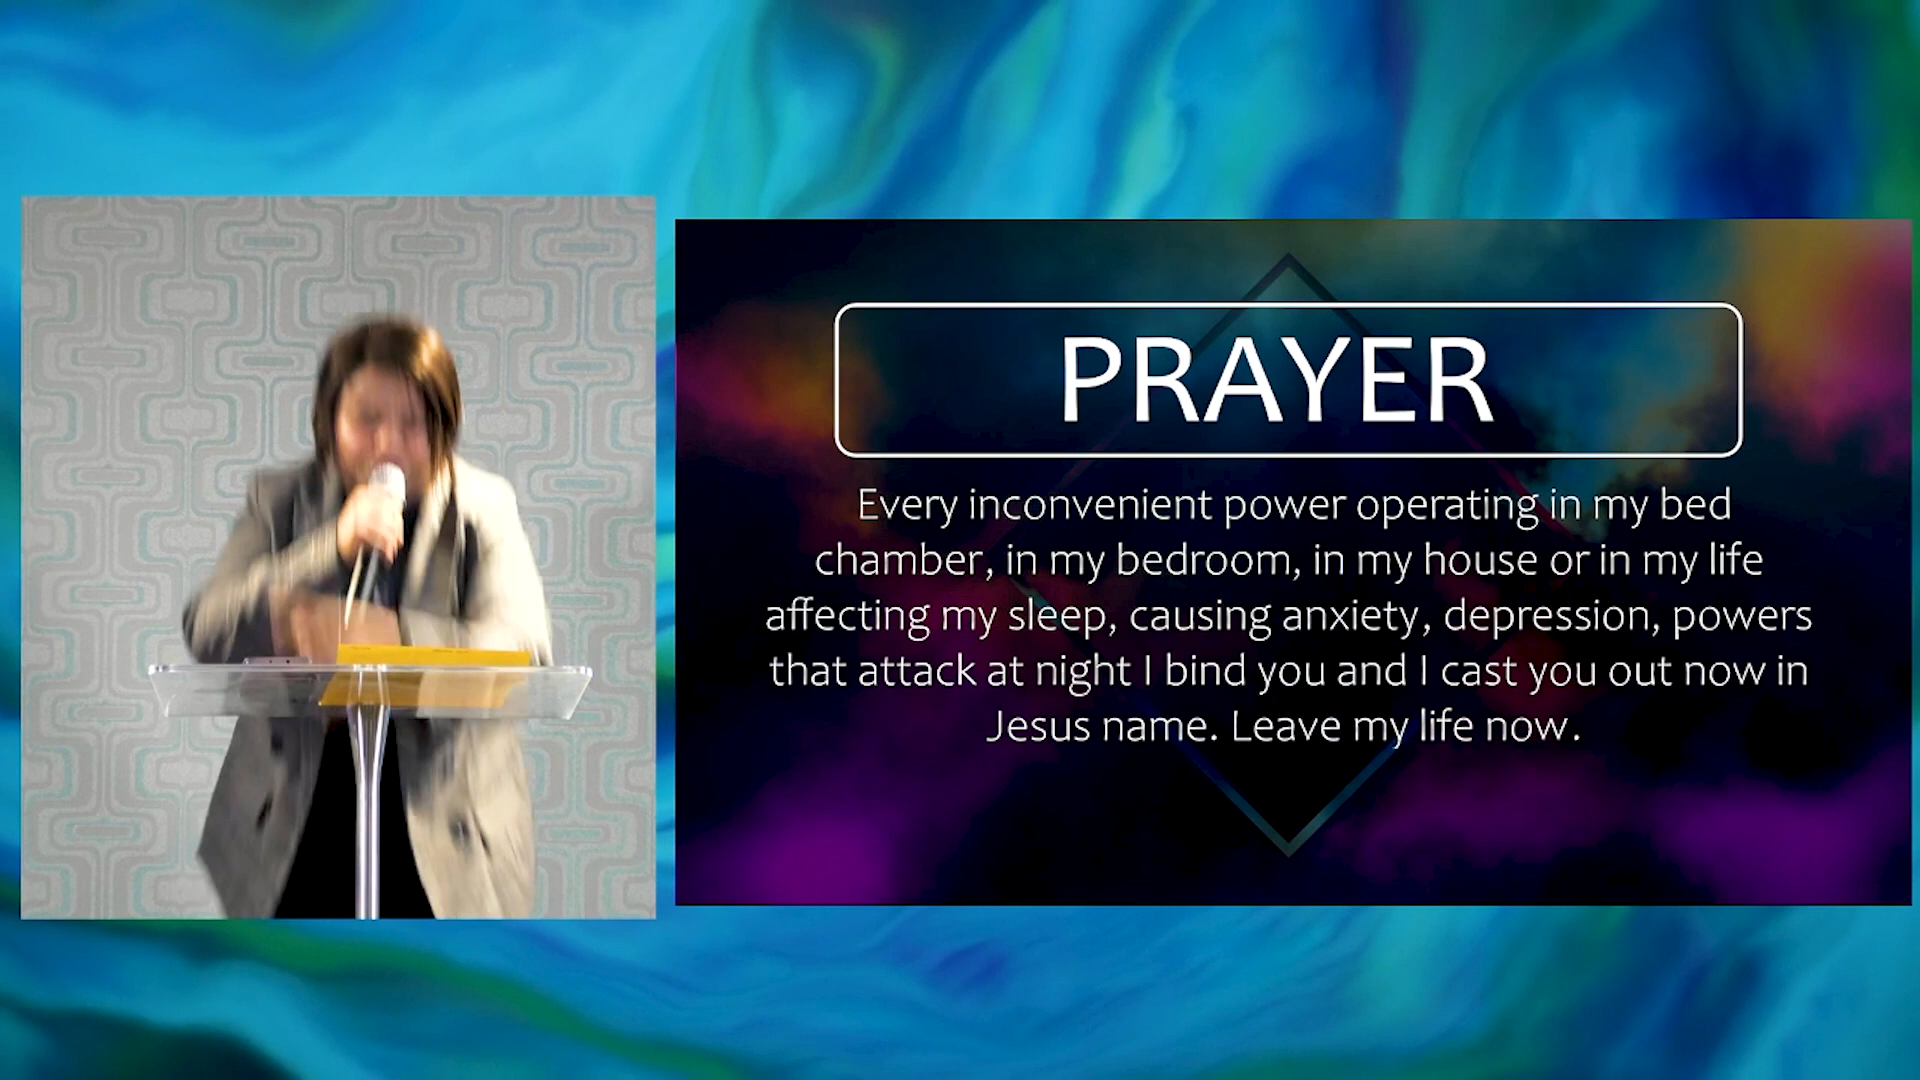 PRAYER
Every inconvenient power operating in my bed
chamber, in my bedroom, in my house or in my life
affecting my sleep, causing anxiety, depression, powers
that attack at night I bind you and I cast you out now in
Jesus name. Leave my life now.